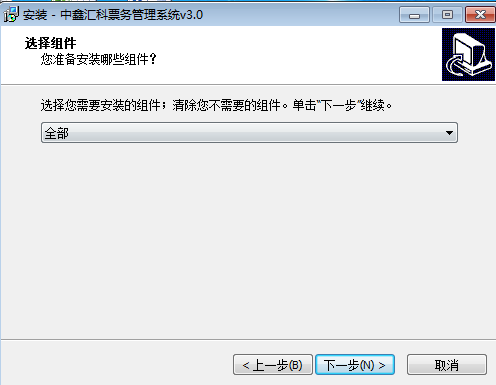 安装 - 中鑫汇科票务管理系统v3.0
选择组件
您准备安装哪些组件？
选择您需要安装的组件；清除您不需要的组件。单击“下一步”继续。
全部
< 上一步(B)
下一步(N) >
取消